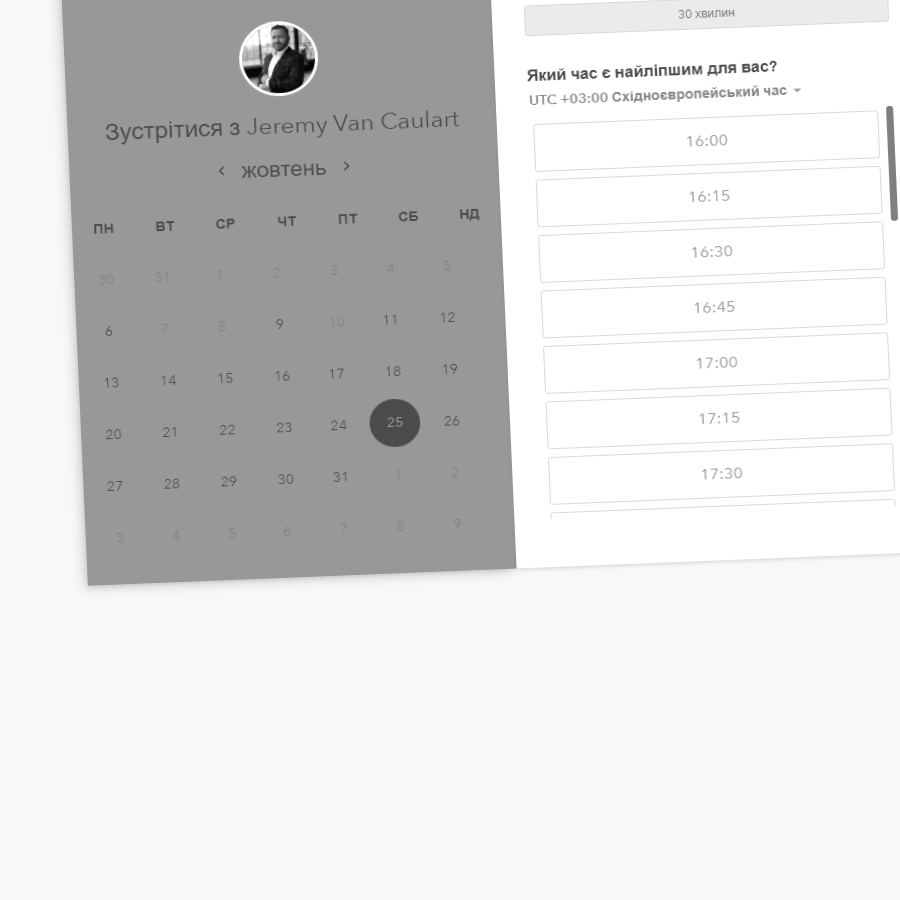 Зустрітися з Jeremy Van Caulart
жовтень
ПН ВТ СР ЧТ ПТ СБ НД
30 31 1 2 3 4 5
6 7 8 9 10 11 12
13 14 15 16 17 18 19
20 21 22 23 24 25 26
27 28 29 30 31 1 2
3 4 5 6 7 8 9
30 хвилин
Який час є найліпшим для вас?
UTC +03:00 Східноєвропейський час
16:00
16:15
16:30
16:45
17:00
17:15
17:30